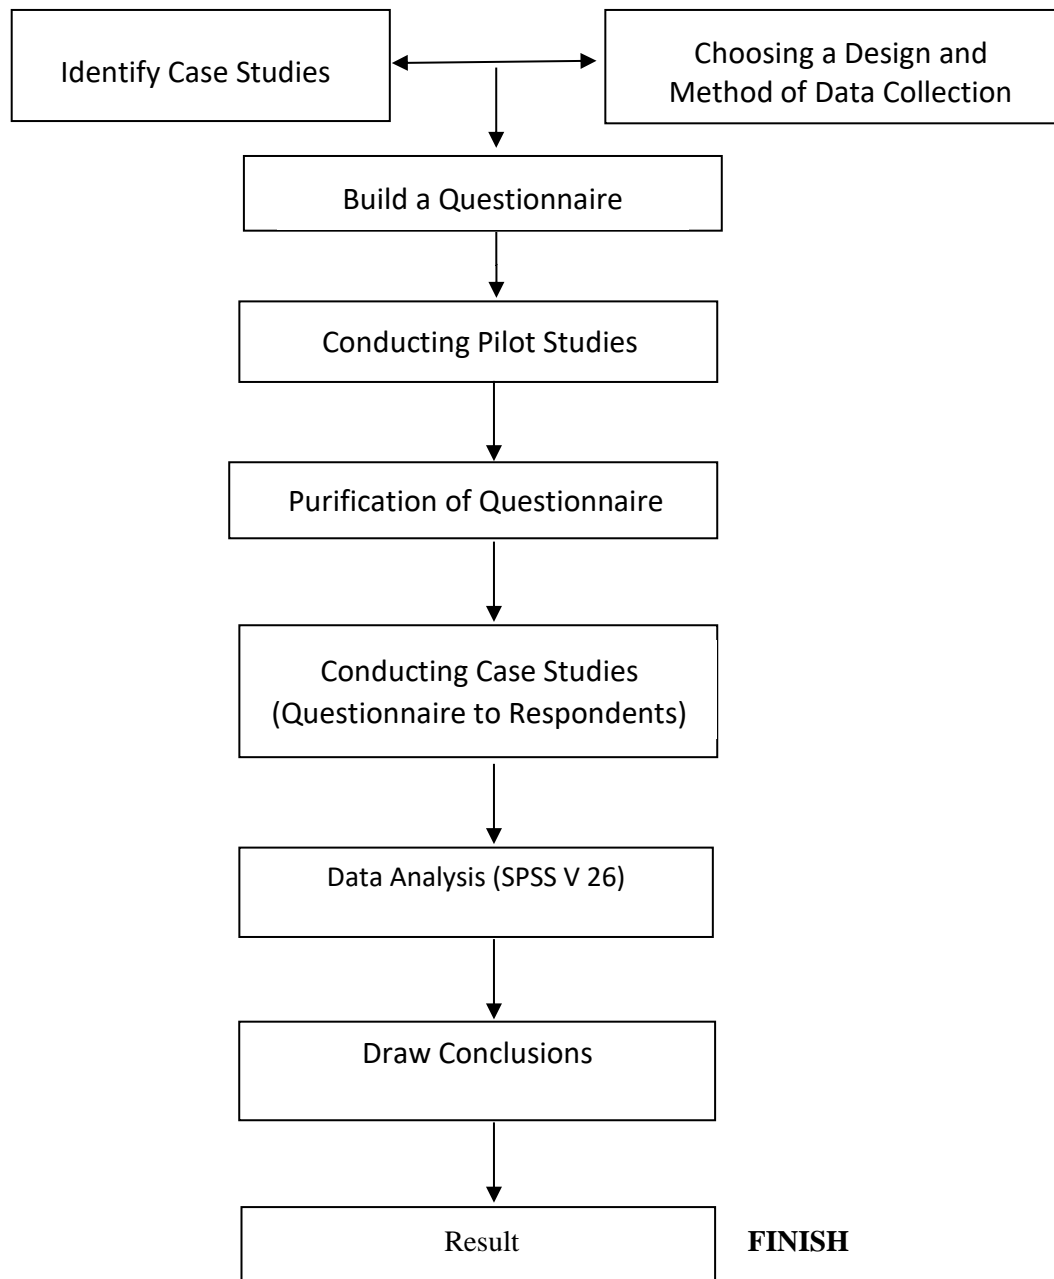 Identify Case Studies
Choosing a Design and
Method of Data Collection
Build a Questionnaire
Conducting Pilot Studies
Purification of Questionnaire
Conducting Case Studies
(Questionnaire to Respondents)
Data Analysis (SPSS V 26)
Draw Conclusions
Result
FINISH